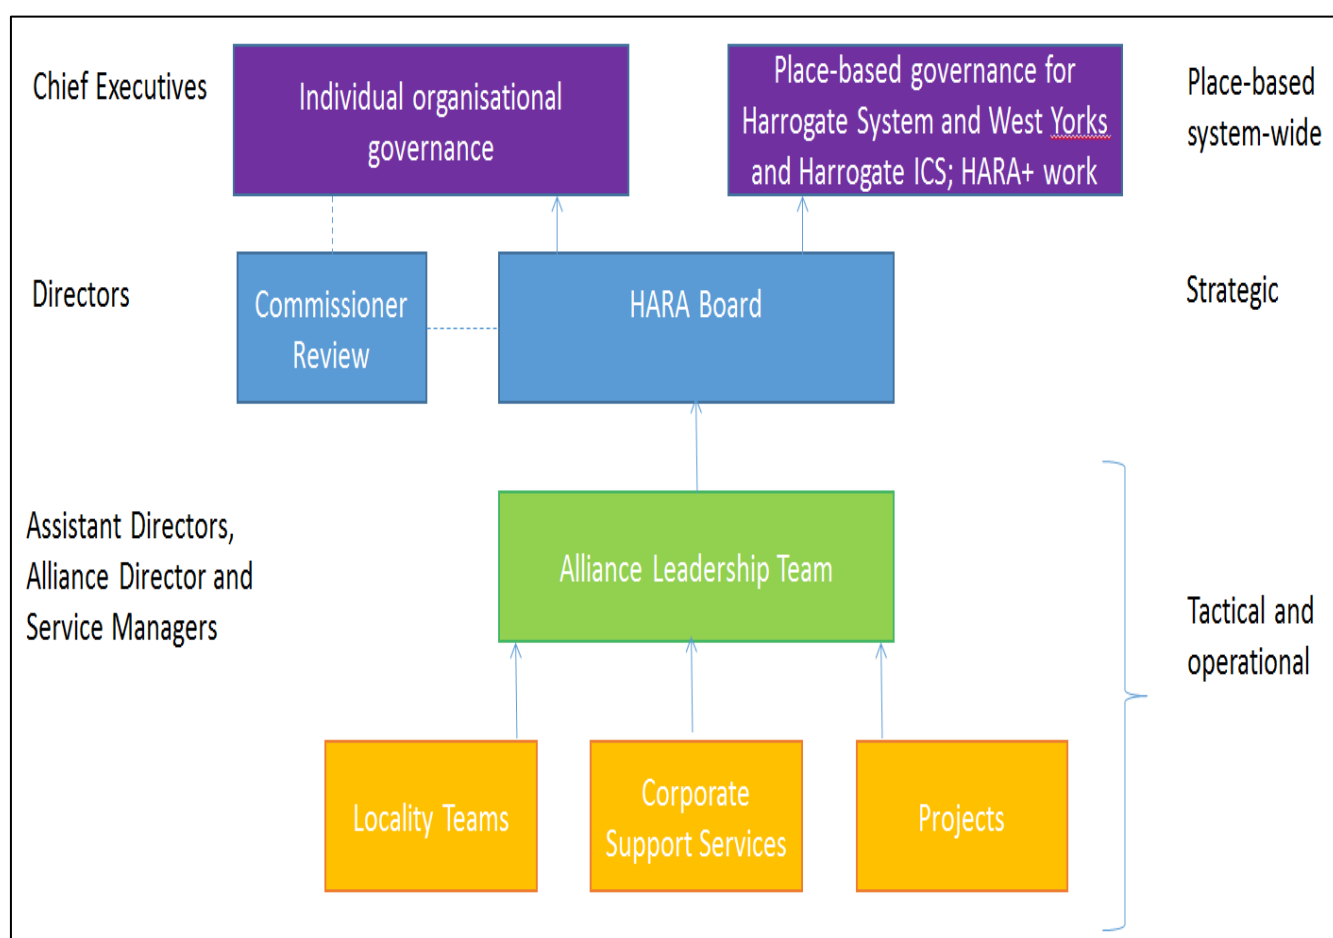 Chief Executives
Individual organisational
governance
Place-based governance for
Harrogate System and West Yorks
and Harrogate ICS; HARA+ work
Place-based
system-wide
Directors
Commissioner
Review
HARA Board
Strategic
Assistant Directors,
Alliance Director and
Service Managers
Alliance Leadership Team
Tactical and
operational
Locality Teams
Corporate
Support Services
Projects